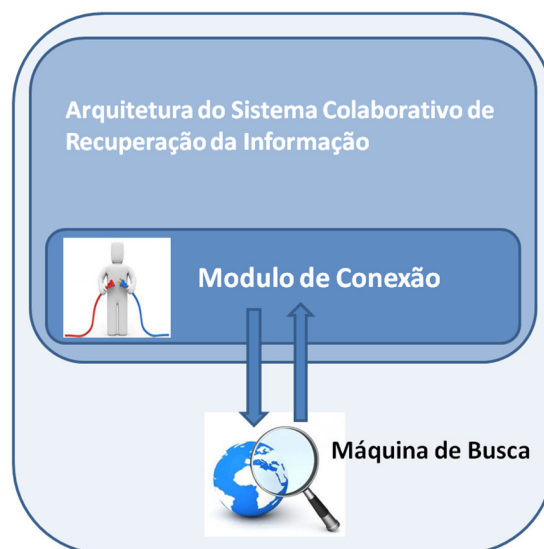 Arquitetura do Sistema Colaborativo de
Recuperação da Informação
Modulo de Conexão
Máquina de Busca